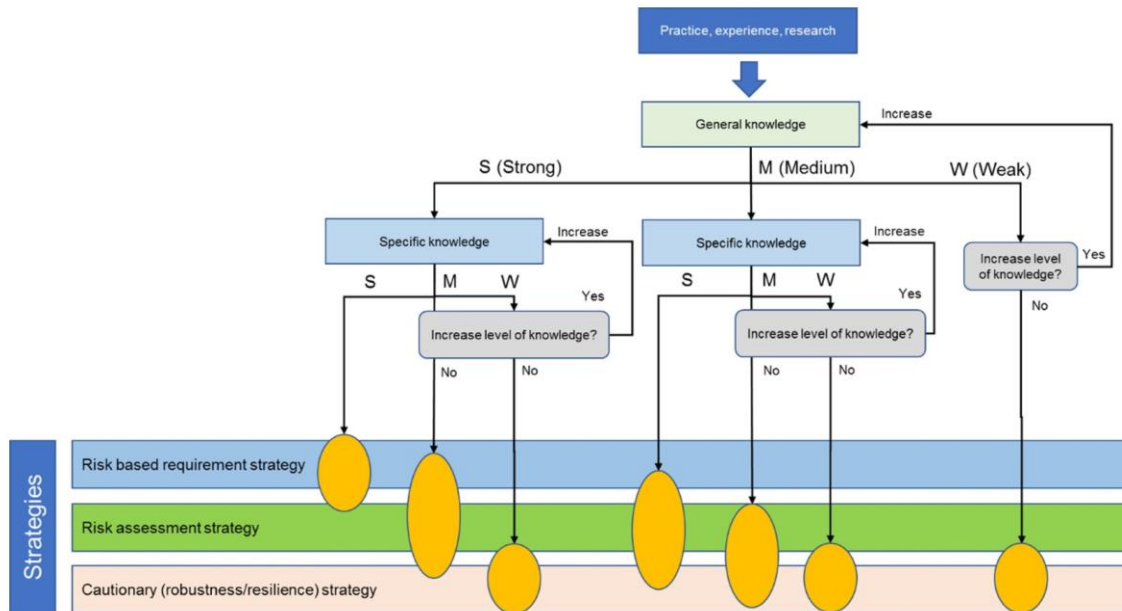 Practice, experience, research
General knowledge
Increase
S (Strong)
M (Medium)
W (Weak)
Specific knowledge
Increase
Specific knowledge
Increase
Increase level
of knowledge?
Yes
S
M
W
Yes
S
M
W
Yes
No
Increase level of knowledge?
Increase level of knowledge?
No
No
No
No
Strategies
Risk based requirement strategy
Risk assessment strategy
Cautionary (robustness/resilience) strategy